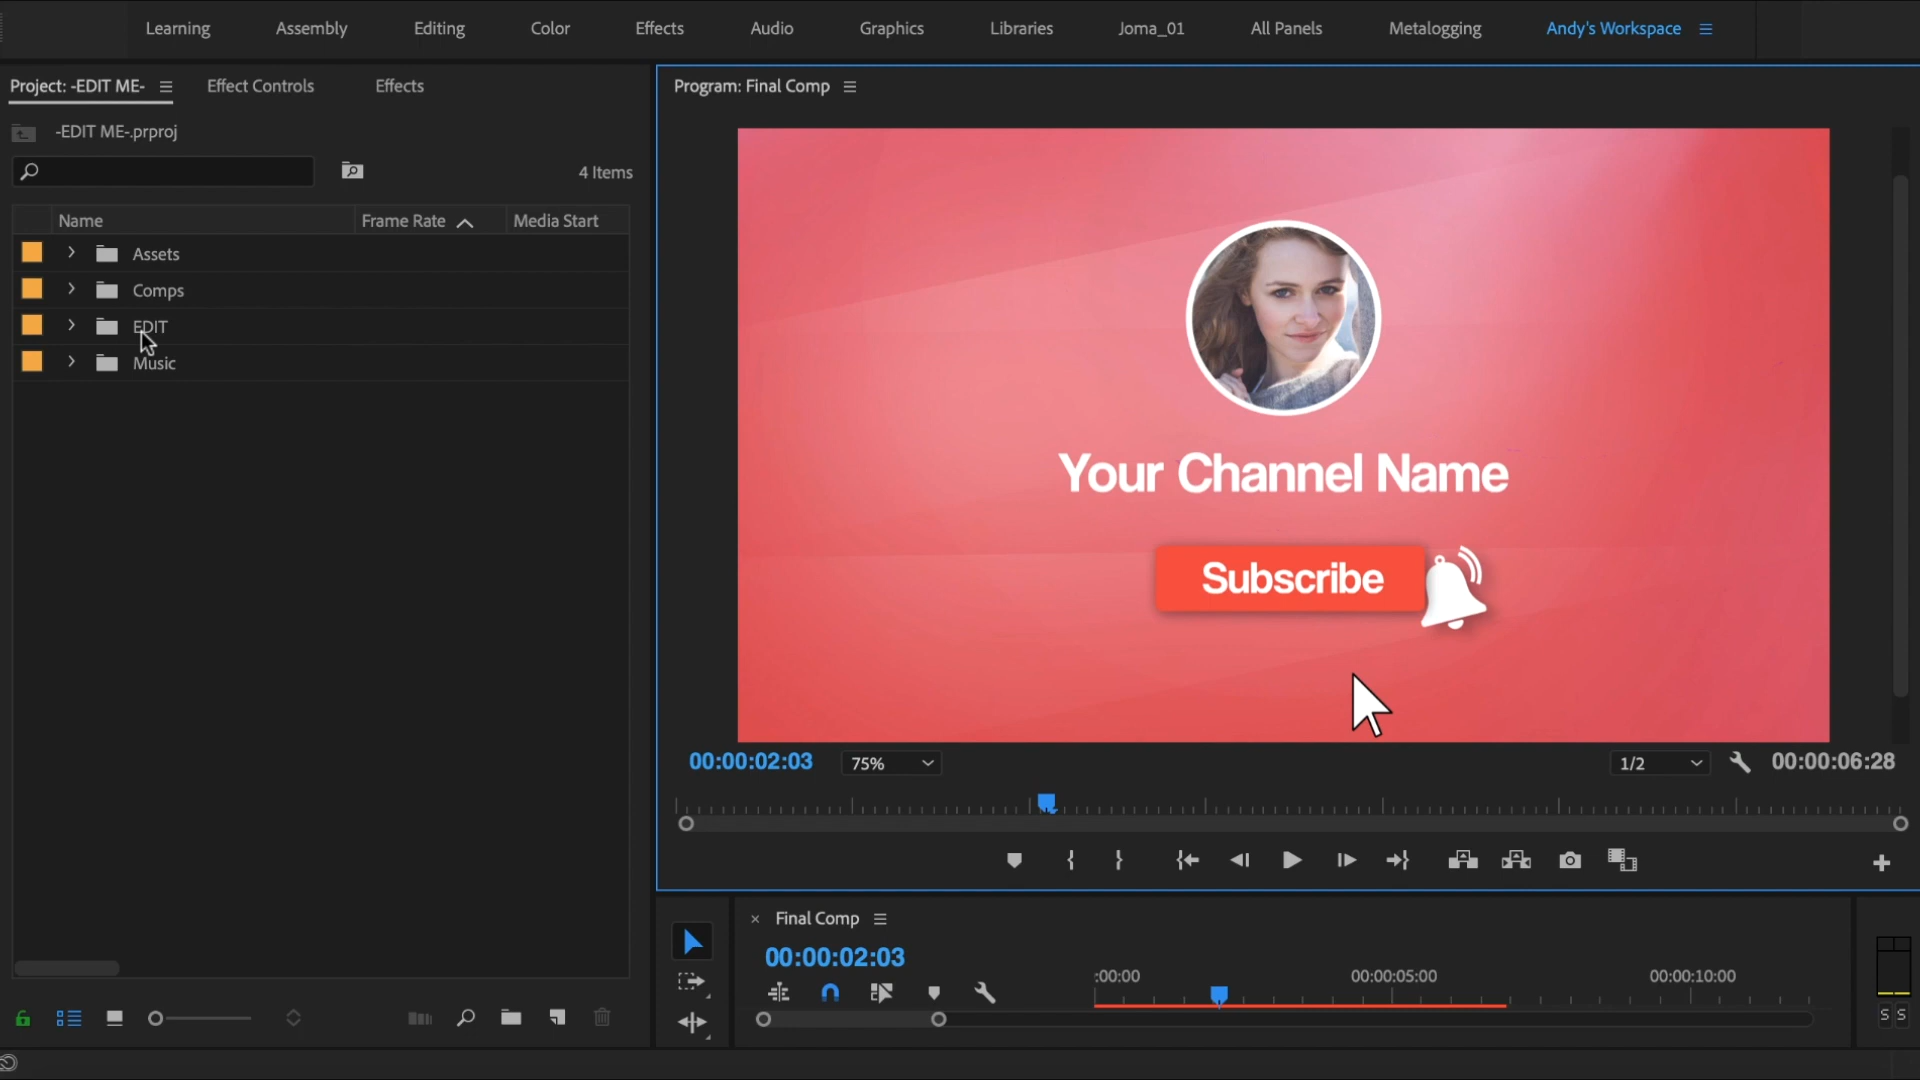 Learning Assembly Editing Color Effects Audio Graphics Libraries Joma_01 All Panels Metalogging Andy's Workspace
Project: -EDIT ME- Effect Controls Effects
-EDIT ME-.prproj
4 Items
Name Frame Rate Media Start
Assets
Comps
EDIT
Music
Program: Final Comp
Your Channel Name
Subscribe
00:00:02:03 75% 1/2 00:00:06:28
Final Comp
00:00:02:03
:00:00 00:00:05:00 00:00:10:00
S S